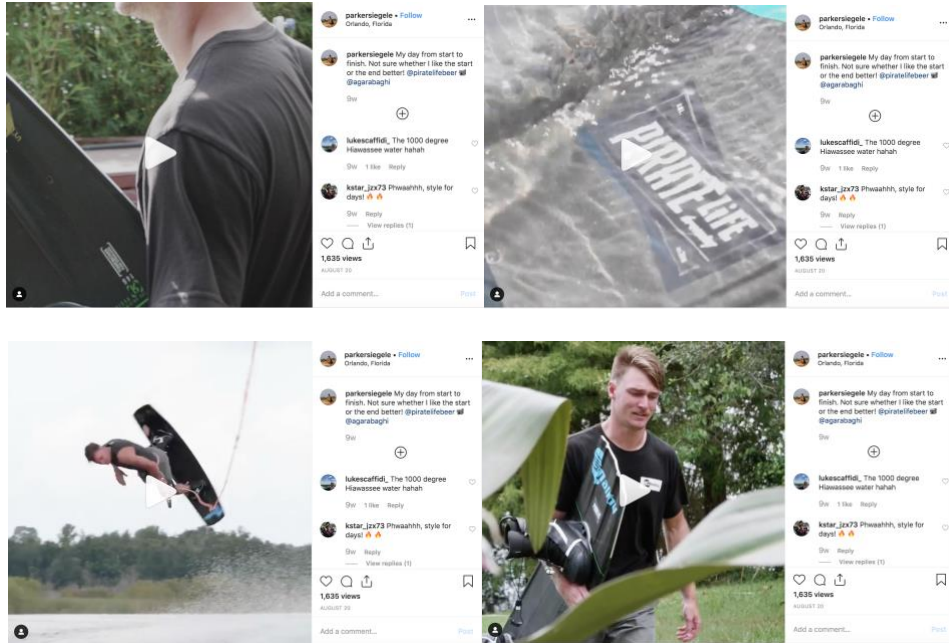 parkersiegele • Follow
Orlando, Florida
parkersiegele My day from start to
finish. Not sure whether I like the start
or the end better! @piratelifebeer 📽
@agarabaghi
9w
lukescaffidi_ The 1000 degree
Hiawassee water hahah
9w 1 like Reply
kstar_jzx73 Phwaahhh, style for
days! 🔥 🔥
9w Reply
View replies (1)
1,635 views
AUGUST 20
Add a comment... Post
PIRATE
LiFE
parkersiegele • Follow
Orlando, Florida
parkersiegele My day from start to
finish. Not sure whether I like the start
or the end better! @piratelifebeer 📽
@agarabaghi
9w
lukescaffidi_ The 1000 degree
Hiawassee water hahah
9w 1 like Reply
kstar_jzx73 Phwaahhh, style for
days! 🔥 🔥
9w Reply
View replies (1)
1,635 views
AUGUST 20
Add a comment... Post
parkersiegele • Follow
Orlando, Florida
parkersiegele My day from start to
finish. Not sure whether I like the start
or the end better! @piratelifebeer 📽
@agarabaghi
9w
lukescaffidi_ The 1000 degree
Hiawassee water hahah
9w 1 like Reply
kstar_jzx73 Phwaahhh, style for
days! 🔥 🔥
9w Reply
View replies (1)
1,635 views
AUGUST 20
Add a comment... Post
parkersiegele • Follow
Orlando, Florida
parkersiegele My day from start to
finish. Not sure whether I like the start
or the end better! @piratelifebeer 📽
@agarabaghi
9w
lukescaffidi_ The 1000 degree
Hiawassee water hahah
9w 1 like Reply
kstar_jzx73 Phwaahhh, style for
days! 🔥 🔥
9w Reply
View replies (1)
1,635 views
AUGUST 20
Add a comment... Post